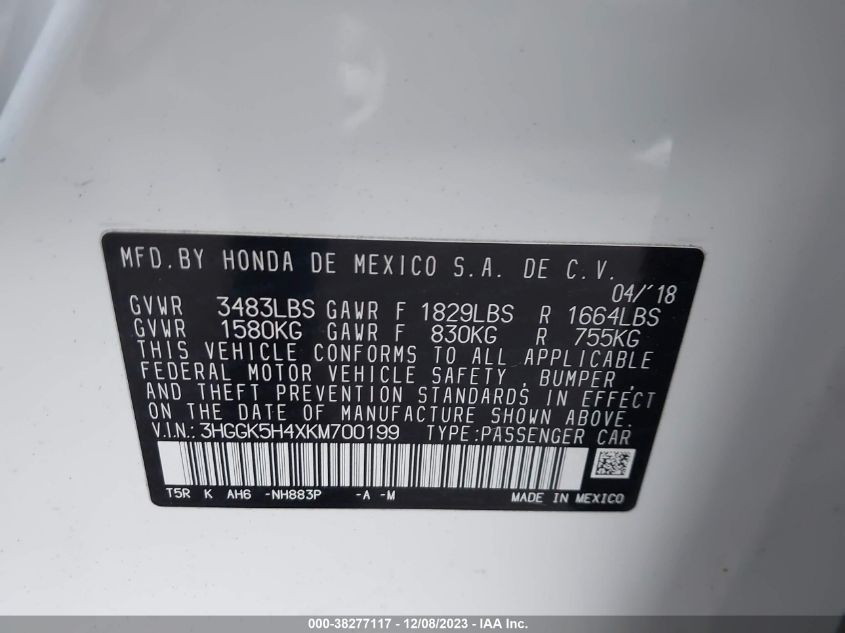 MFD.BY HONDA DE MEXICO S.A. DE C.V.
04/'18
GVWR 3483LBS GAWR F 1829LBS R 1664LBS
GVWR 1580KG GAWR F 830KG R 755KG
THIS VEHICLE CONFORMS TO ALL APPLICABLE
FEDERAL MOTOR VEHICLE SAFETY , BUMPER ,
AND THEFT PREVENTION STANDARDS IN EFFECT
ON THE DATE OF MANUFACTURE SHOWN ABOVE.
V.I.N.: 3HGGK5H4XKM700199 TYPE:PASSENGER CAR
T5R K AH6 -NH883P -A -M MADE IN MEXICO
000-38277117 - 12/08/2023 - IAA Inc.